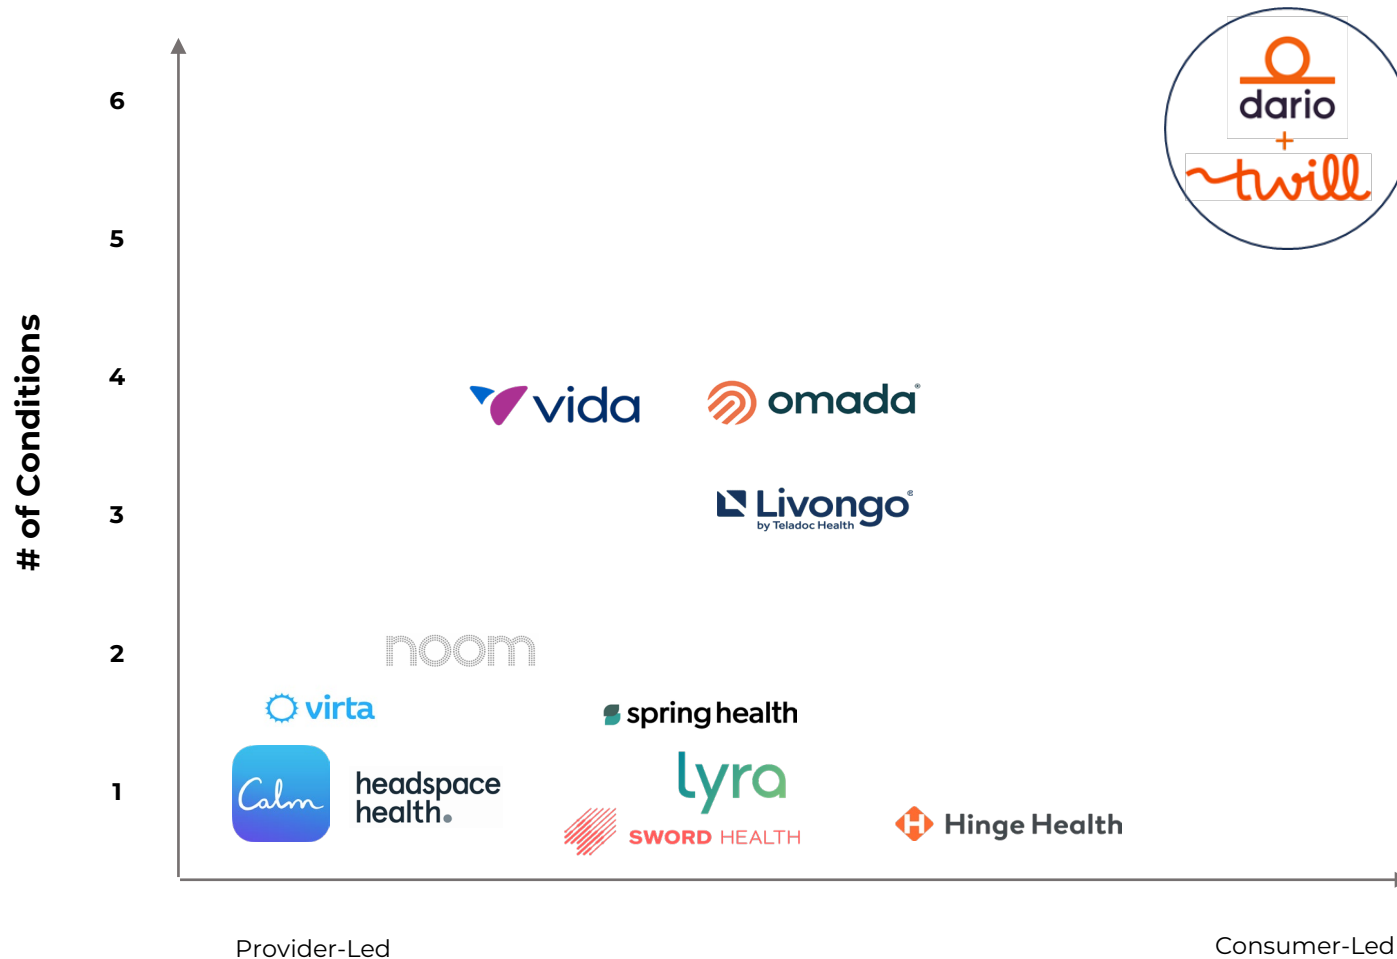 6
dario
+
twill
5
# of Conditions
4
vida
omada®
3
Livongo®
by Teladoc Health
2
noom
virta
spring health
1
Calm
headspace
health.
lyra
SWORD HEALTH
Hinge Health
Provider-Led
Consumer-Led